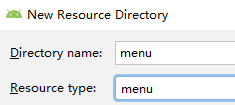 New Resource Directory
Directory name: menu
Resource type: menu